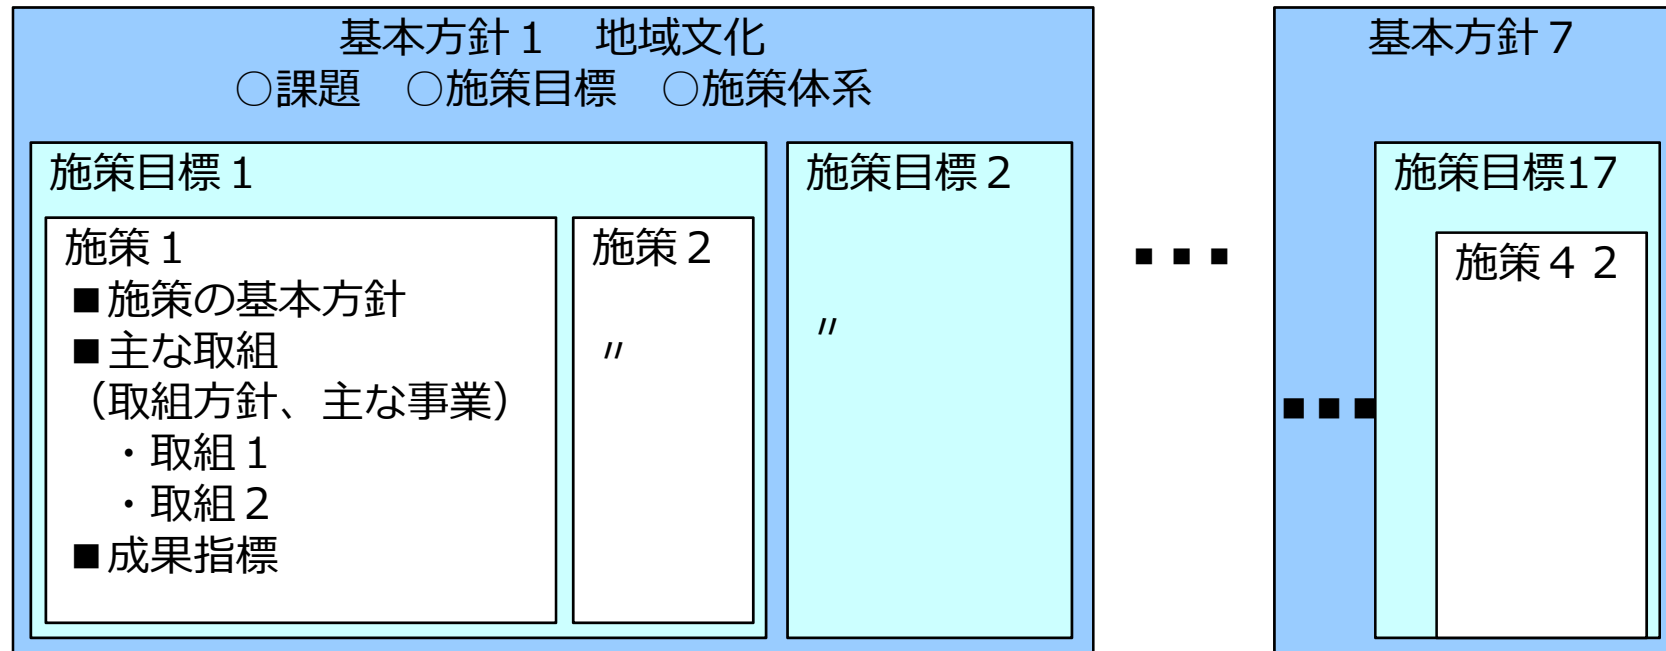 基本方針１　地域文化
○課題　○施策目標　○施策体系
施策目標１
施策１
■施策の基本方針
■主な取組
（取組方針、主な事業）
・取組１
・取組２
■成果指標
施策２
〃
施策目標２
〃
■■■
基本方針７
■■■
施策目標17
施策４２